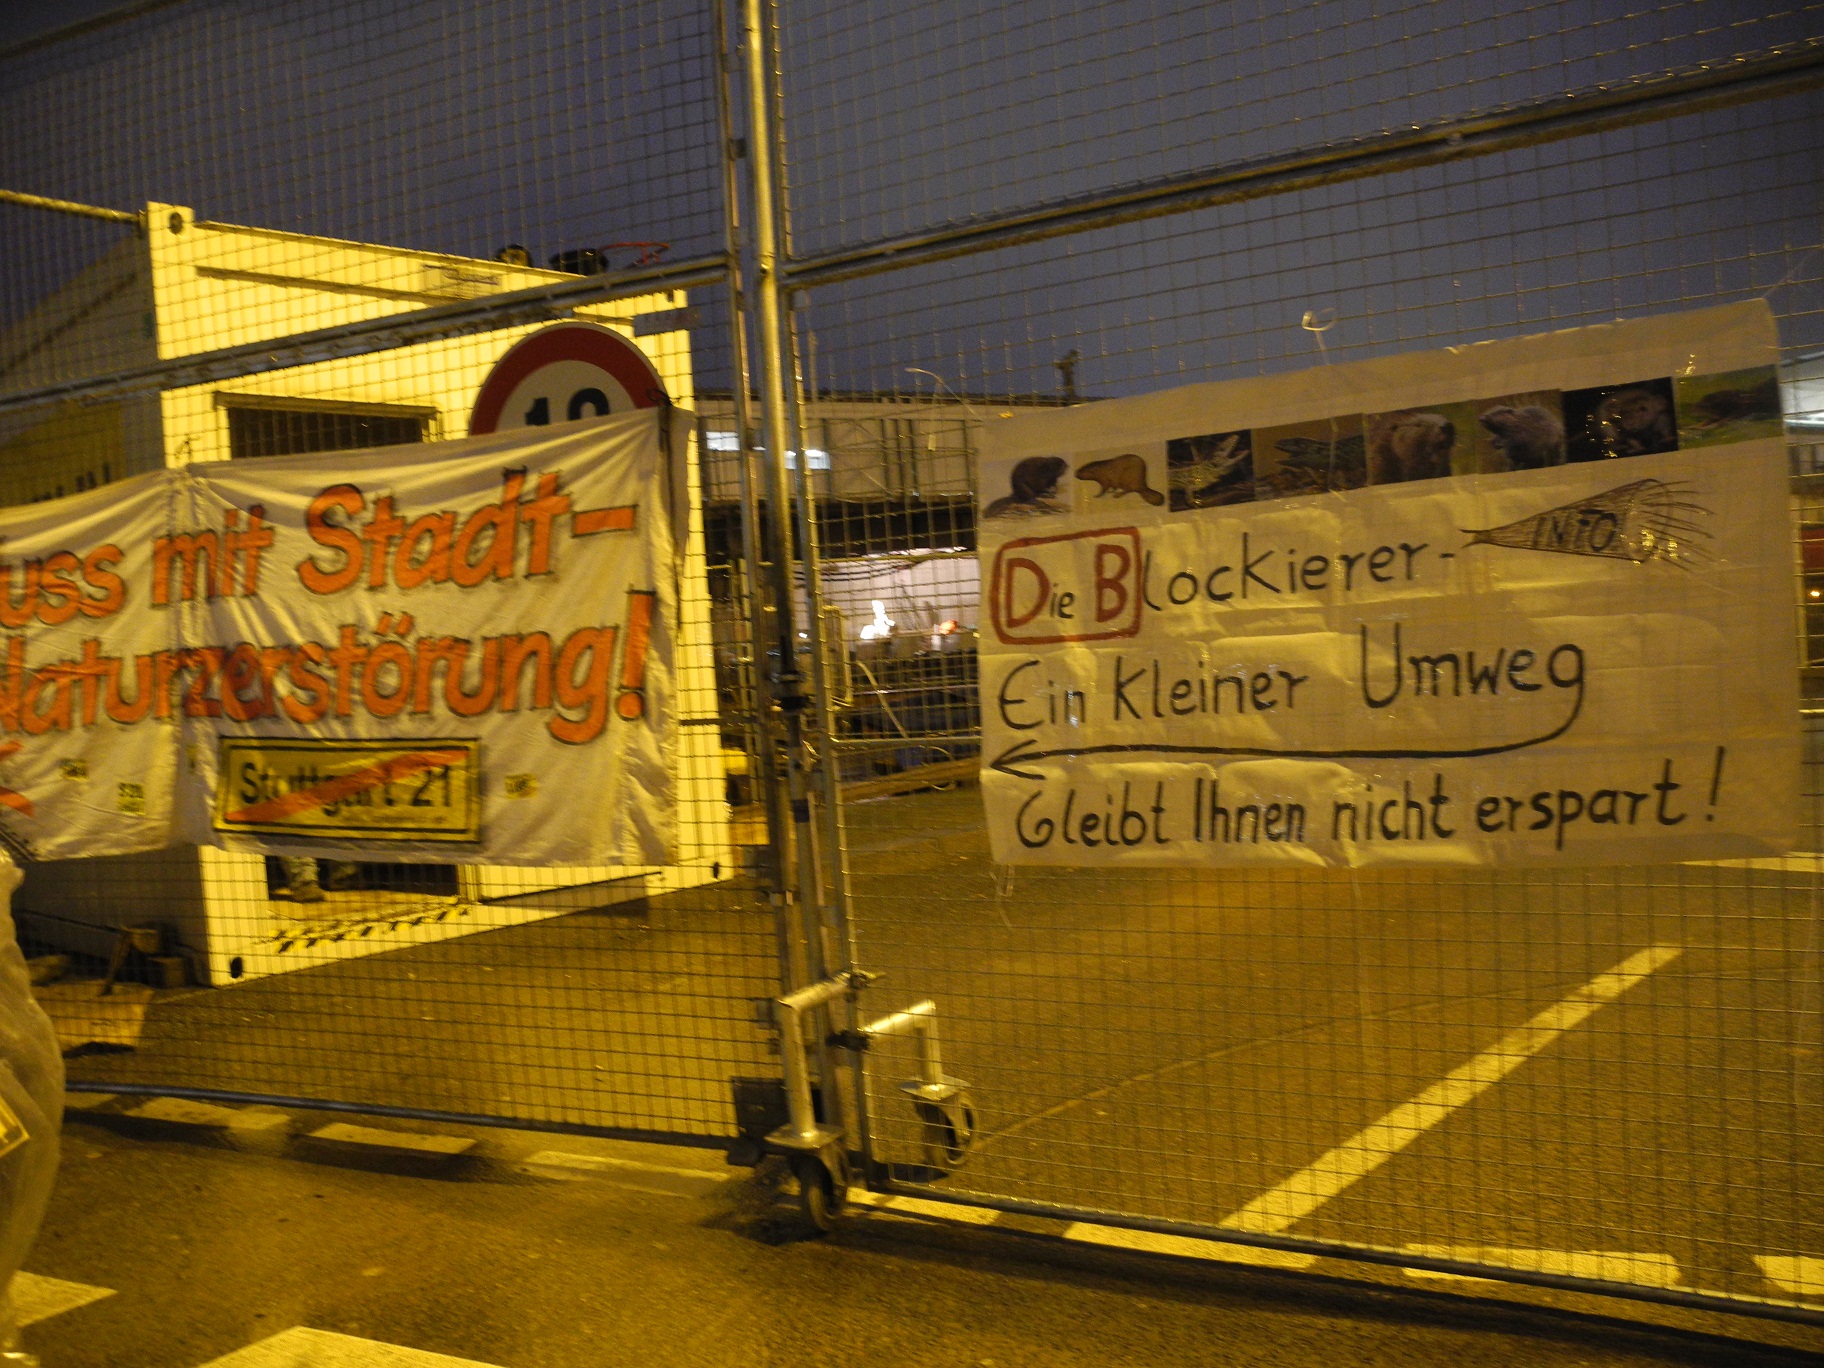 uss mit Stadt-
Naturzerstörung!
Stuttgart 21
Die Blockierer-
INFO
Ein kleiner Umweg
Gleibt Ihnen nicht erspart!